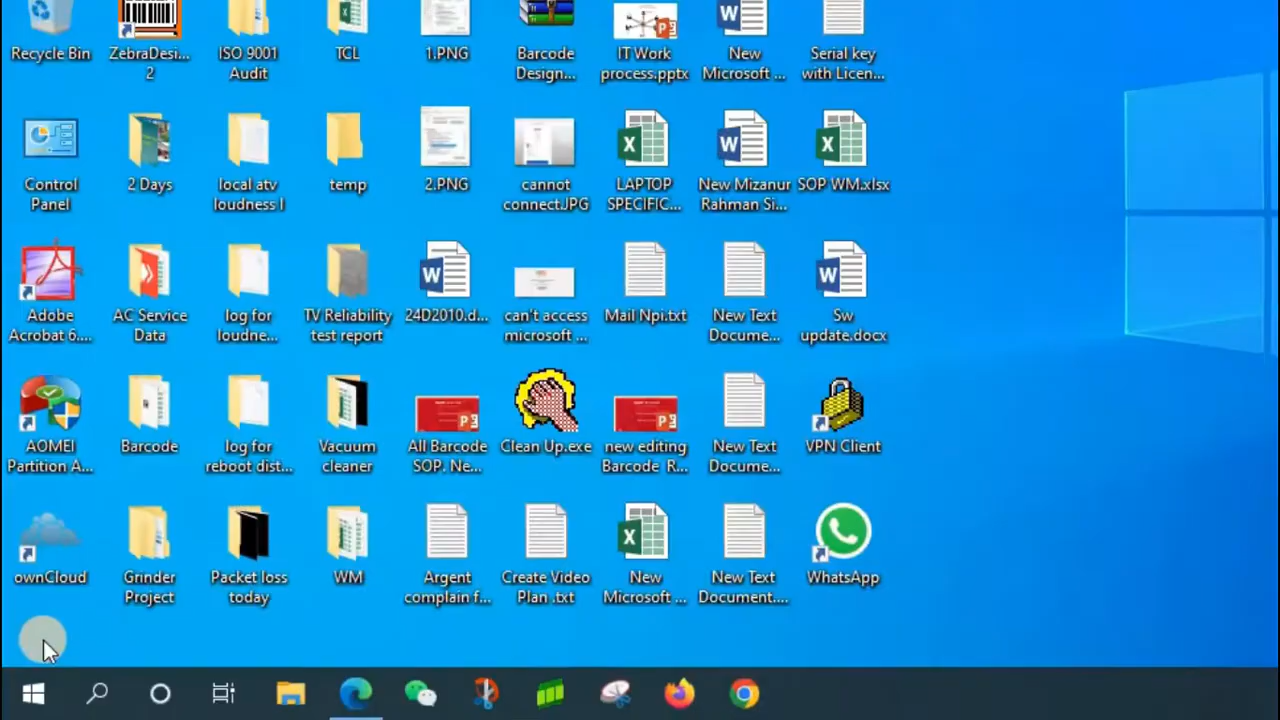 Recycle Bin
ZebraDesi...
2
ISO 9001
Audit
TCL
1.PNG
Barcode
Design...
IT Work
process.pptx
New
Microsoft ...
Serial key
with Licen...
Control
Panel
2 Days
local atv
loudness l
temp
2.PNG
cannot
connect.JPG
LAPTOP
SPECIFIC...
New Mizanur
Rahman Si...
SOP WM.xlsx
Adobe
Acrobat 6....
AC Service
Data
log for
loudne...
TV Reliability
test report
24D2010.d...
can't access
microsoft ...
Mail Npi.txt
New Text
Docume...
Sw
update.docx
AOMEI
Partition A...
Barcode
log for
reboot dist...
Vacuum
cleaner
All Barcode
SOP. Ne...
Clean Up.exe
new editing
Barcode R...
New Text
Docume...
VPN Client
ownCloud
Grinder
Project
Packet loss
today
WM
Argent
complain f...
Create Video
Plan .txt
New
Microsoft ...
New Text
Document....
WhatsApp